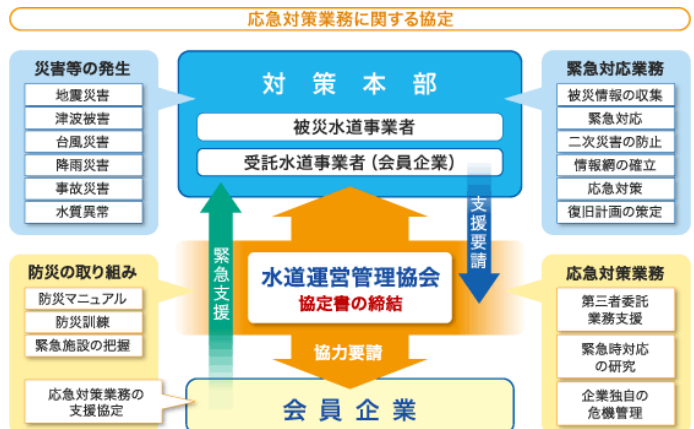 応急対策業務に関する協定
災害等の発生
地震災害
津波被害
台風災害
降雨災害
事故災害
水質異常
対策本部
被災水道事業者
受託水道事業者（会員企業）
緊急対応業務
被災情報の収集
緊急対応
二次災害の防止
情報網の確立
応急対策
復旧計画の策定
緊急支援
支援要請
水道運営管理協会
協定書の締結
協力要請
防災の取り組み
防災マニュアル
防災訓練
緊急施設の把握
応急対策業務の
支援協定
会員企業
応急対策業務
第三者委託
業務支援
緊急時対応
の研究
企業独自の
危機管理